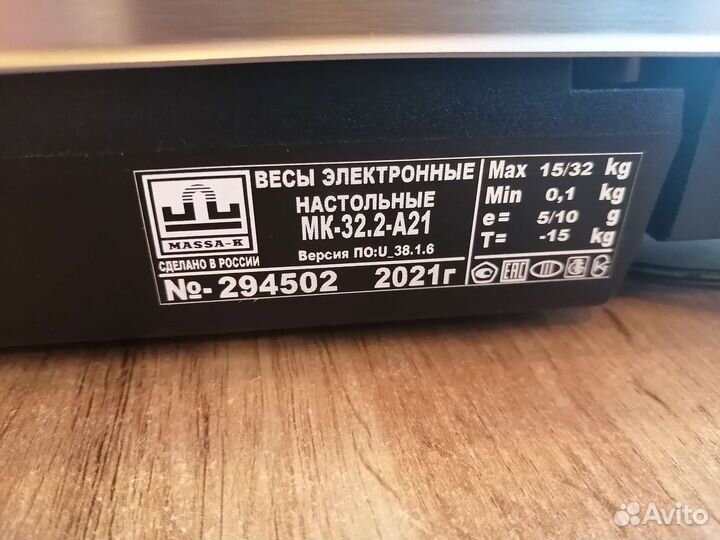 MASSA-K
СДЕЛАНО В РОССИИ
ВЕСЫ ЭЛЕКТРОННЫЕ
НАСТОЛЬНЫЕ
МК-32.2-А21
Версия ПО:U_38.1.6
№- 294502 2021г
Max 15/32 kg
Min 0,1 kg
e= 5/10 g
T= -15 kg
EAC
Avito